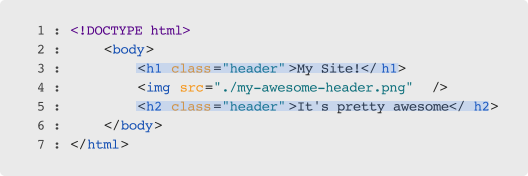 1 : <!DOCTYPE html>
2 :     <body>
3 :         <h1 class="header">My Site!</ h1>
4 :         <img src="./my-awesome-header.png"  />
5 :         <h2 class="header">It's pretty awesome</ h2>
6 :     </body>
7 : </html>